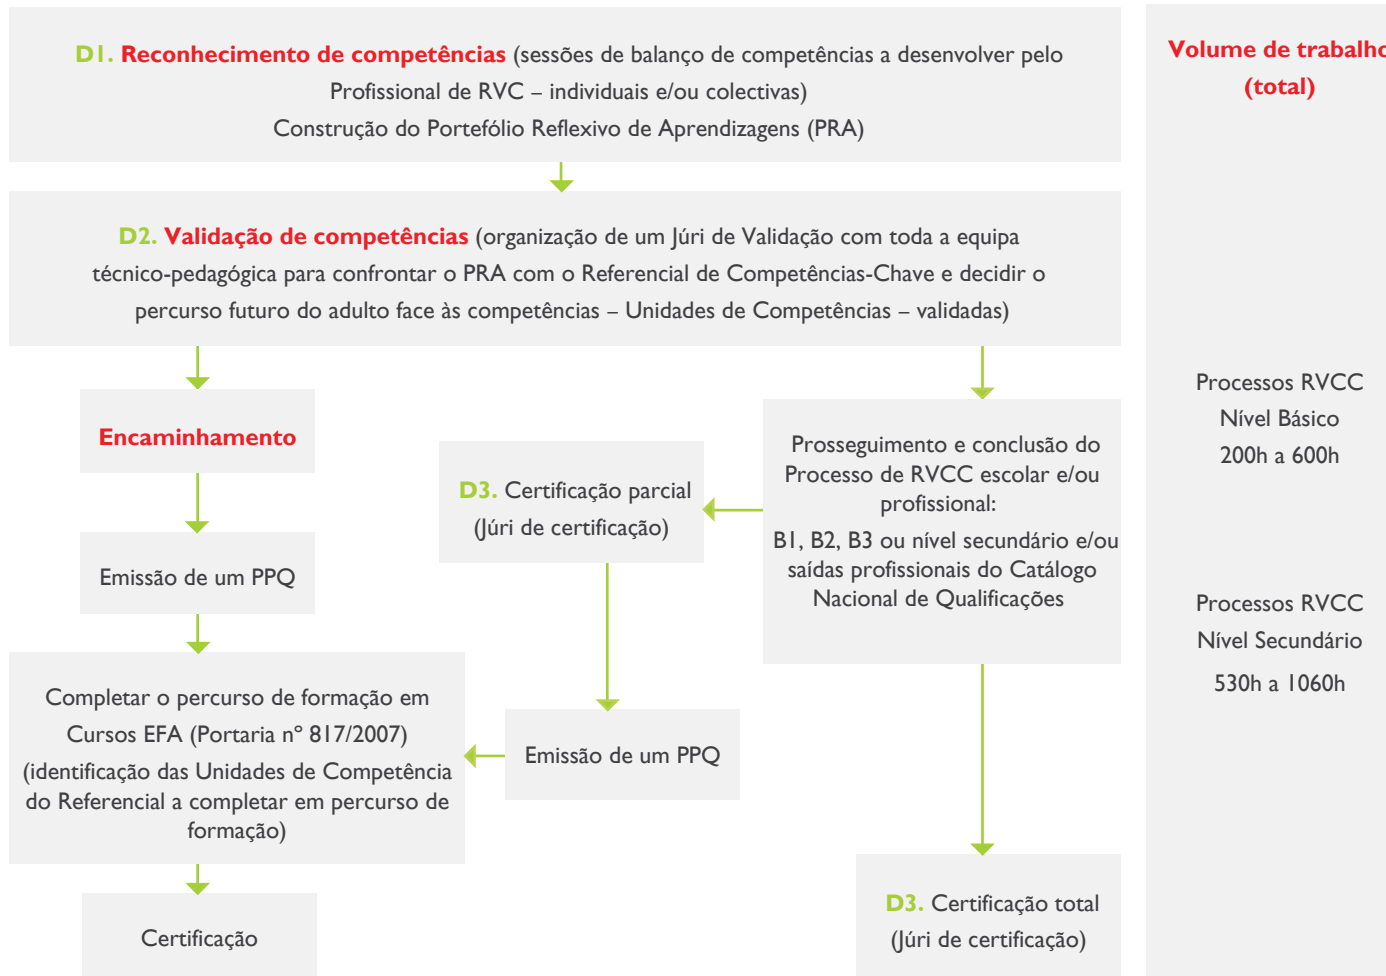 D1. Reconhecimento de competências (sessões de balanço de competências a desenvolver pelo
Profissional de RVC – individuais e/ou colectivas)
Construção do Portefólio Reflexivo de Aprendizagens (PRA)
D2. Validação de competências (organização de um Júri de Validação com toda a equipa
técnico-pedagógica para confrontar o PRA com o Referencial de Competências-Chave e decidir o
percurso futuro do adulto face às competências – Unidades de Competências – validadas)
Encaminhamento
Emissão de um PPQ
Completar o percurso de formação em
Cursos EFA (Portaria nº 817/2007)
(identificação das Unidades de Competência
do Referencial a completar em percurso de
formação)
Certificação
D3. Certificação parcial
(Júri de certificação)
Emissão de um PPQ
Prosseguimento e conclusão do
Processo de RVCC escolar e/ou
profissional:
B1, B2, B3 ou nível secundário e/ou
saídas profissionais do Catálogo
Nacional de Qualificações
D3. Certificação total
(Júri de certificação)
Volume de trabalho
(total)
Processos RVCC
Nível Básico
200h a 600h
Processos RVCC
Nível Secundário
530h a 1060h